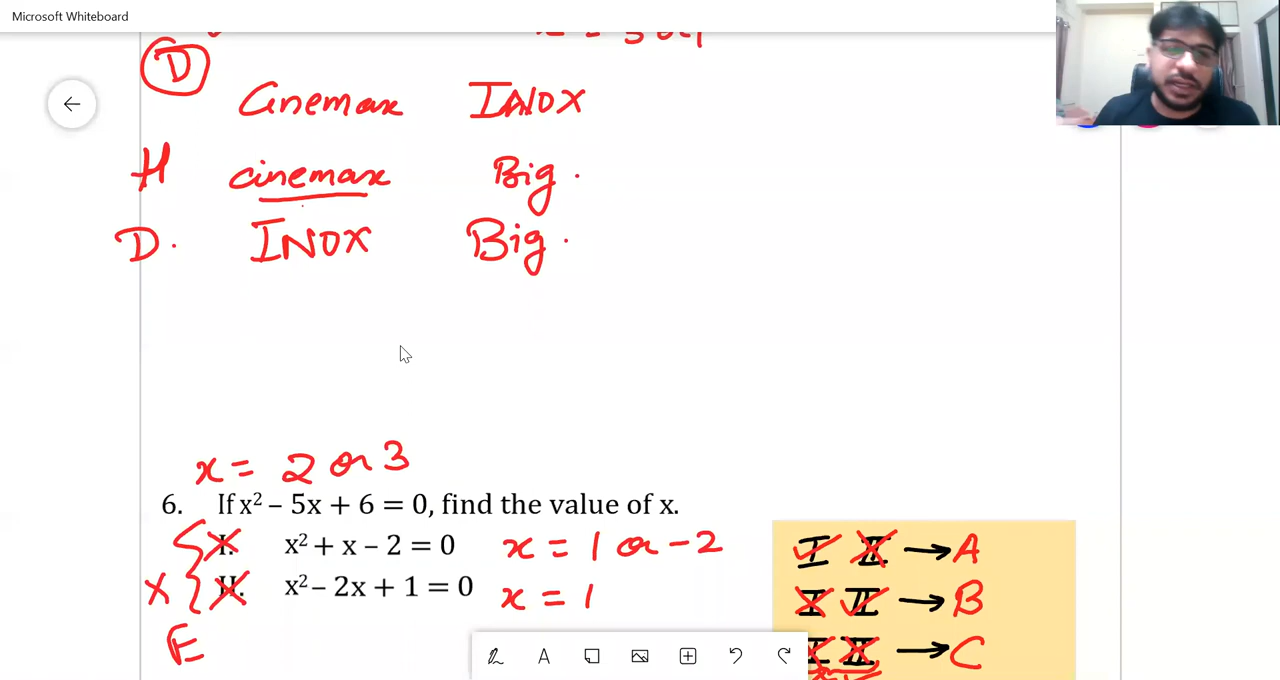 Microsoft Whiteboard
D
Cinemax INOX
H cinemax Big.
D. INOX Big.
x = 2 or 3
6. If x² – 5x + 6 = 0, find the value of x.
I. x² + x – 2 = 0 x = 1 or -2
X II. x² – 2x + 1 = 0 x = 1
E
I II → A
I II → B
I II → C